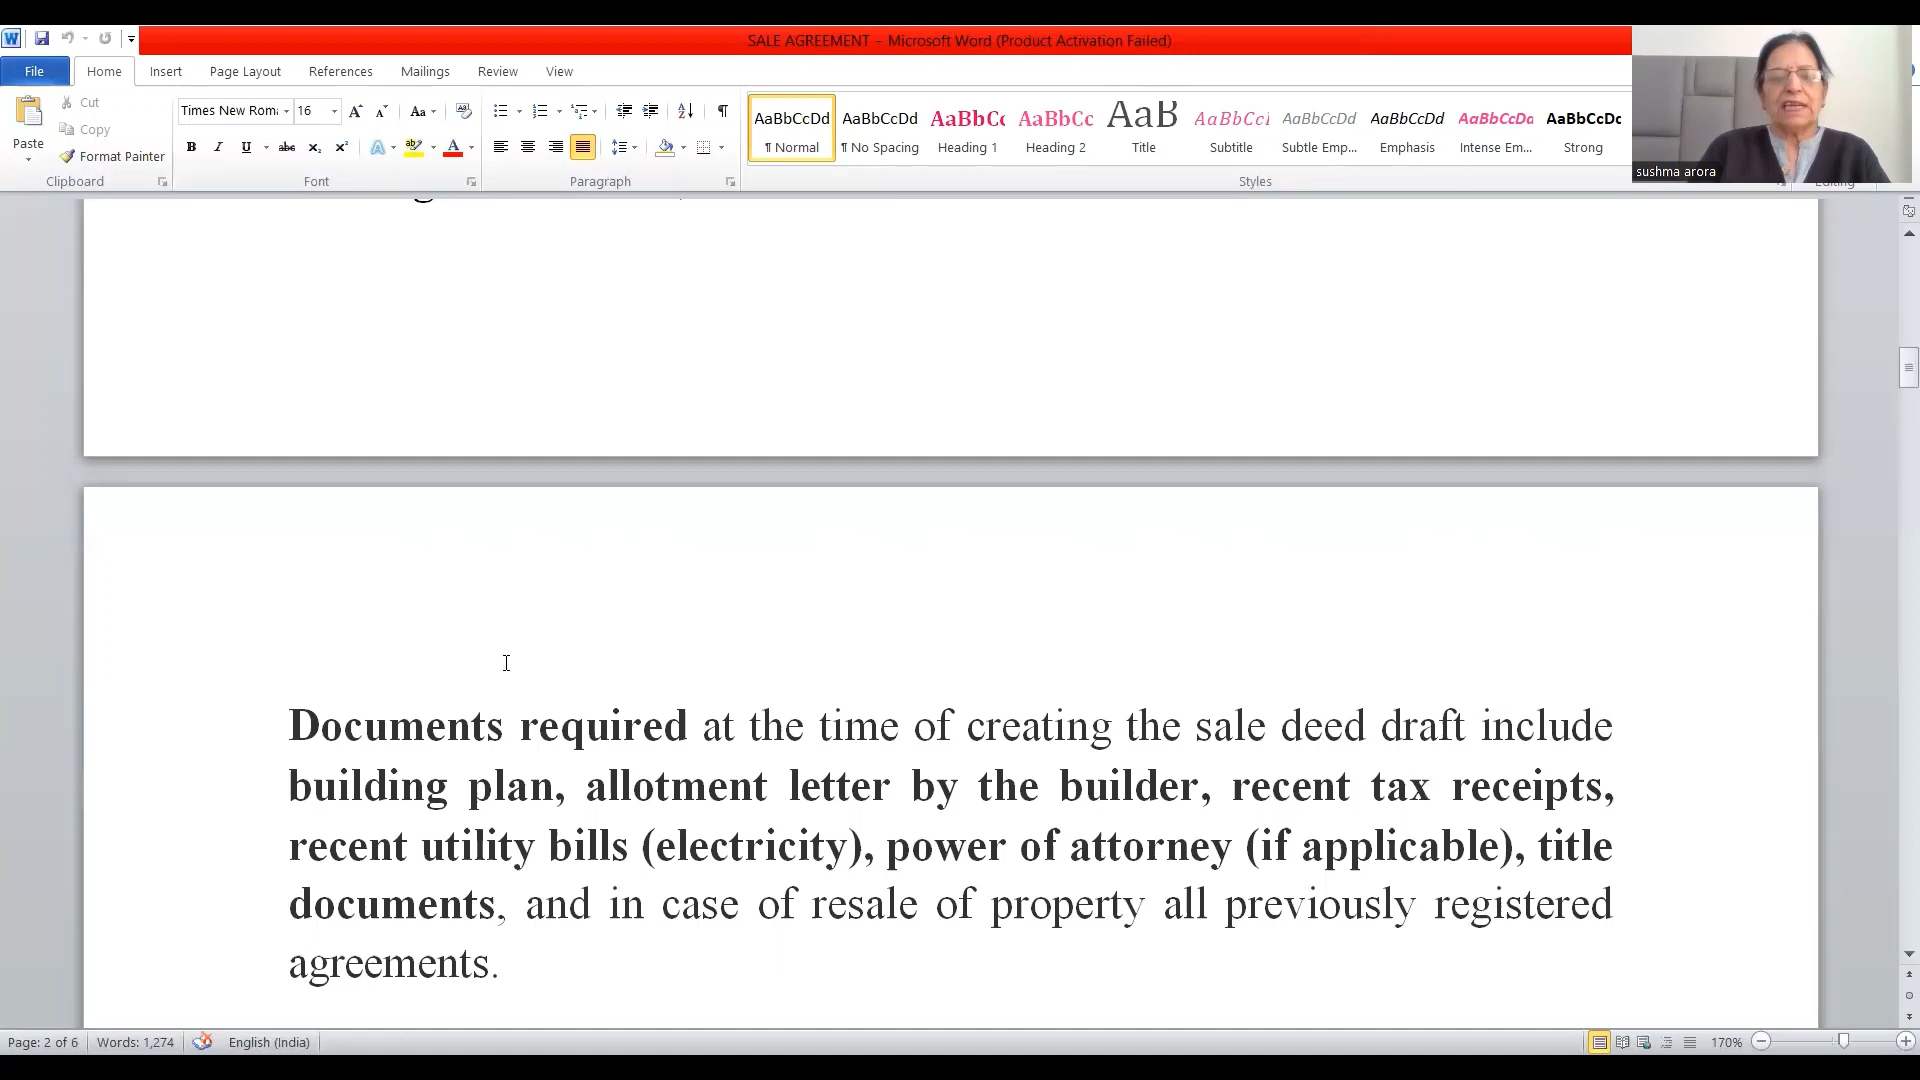 SALE AGREEMENT - Microsoft Word (Product Activation Failed)
File Home Insert Page Layout References Mailings Review View
Paste
Cut
Copy
Format Painter
Clipboard
Times New Roma 16
Font
Paragraph
AaBbCcDd AaBbCcDd AaBbCc AaBbCc AaB AaBbCcI AaBbCcDd AaBbCcDd AaBbCcDd AaBbCcDc
¶ Normal ¶ No Spacing Heading 1 Heading 2 Title Subtitle Subtle Emp... Emphasis Intense Em... Strong
Styles
sushma arora
Documents required at the time of creating the sale deed draft include
building plan, allotment letter by the builder, recent tax receipts,
recent utility bills (electricity), power of attorney (if applicable), title
documents, and in case of resale of property all previously registered
agreements.
Page: 2 of 6 Words: 1,274 English (India) 170%